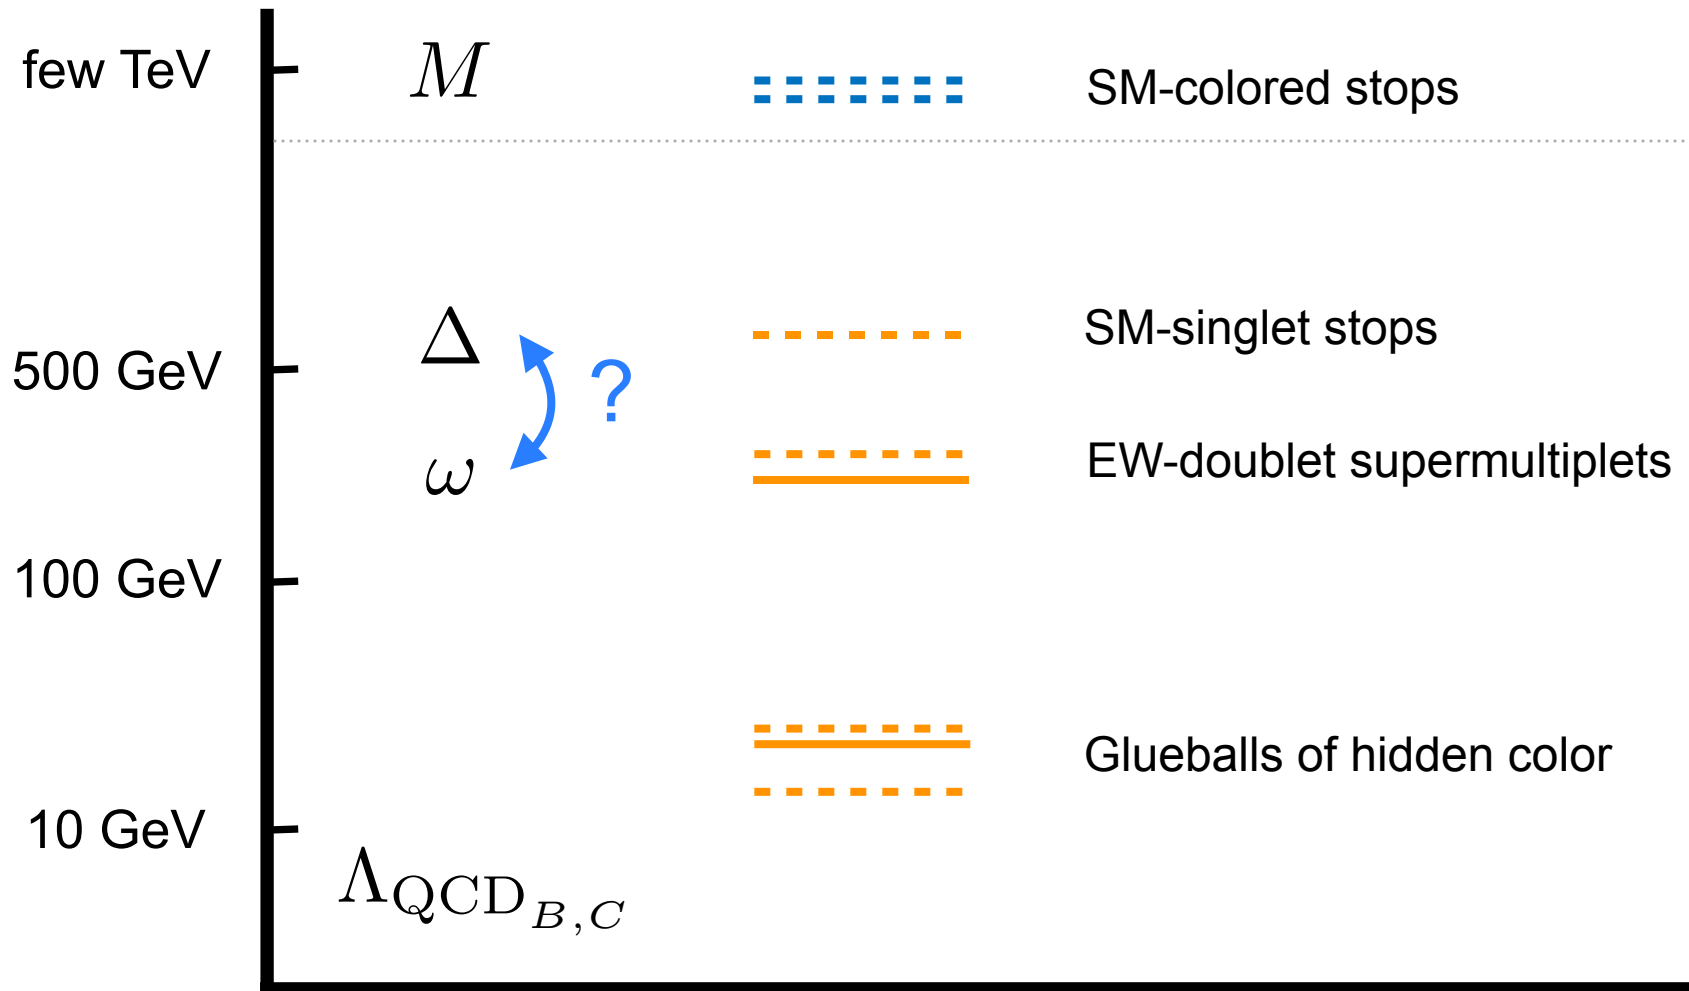 few TeV M SM-colored stops
Δ SM-singlet stops
500 GeV ?
ω EW-doublet supermultiplets
100 GeV
Glueballs of hidden color
10 GeV
Λ_{QCD_{B,C}}